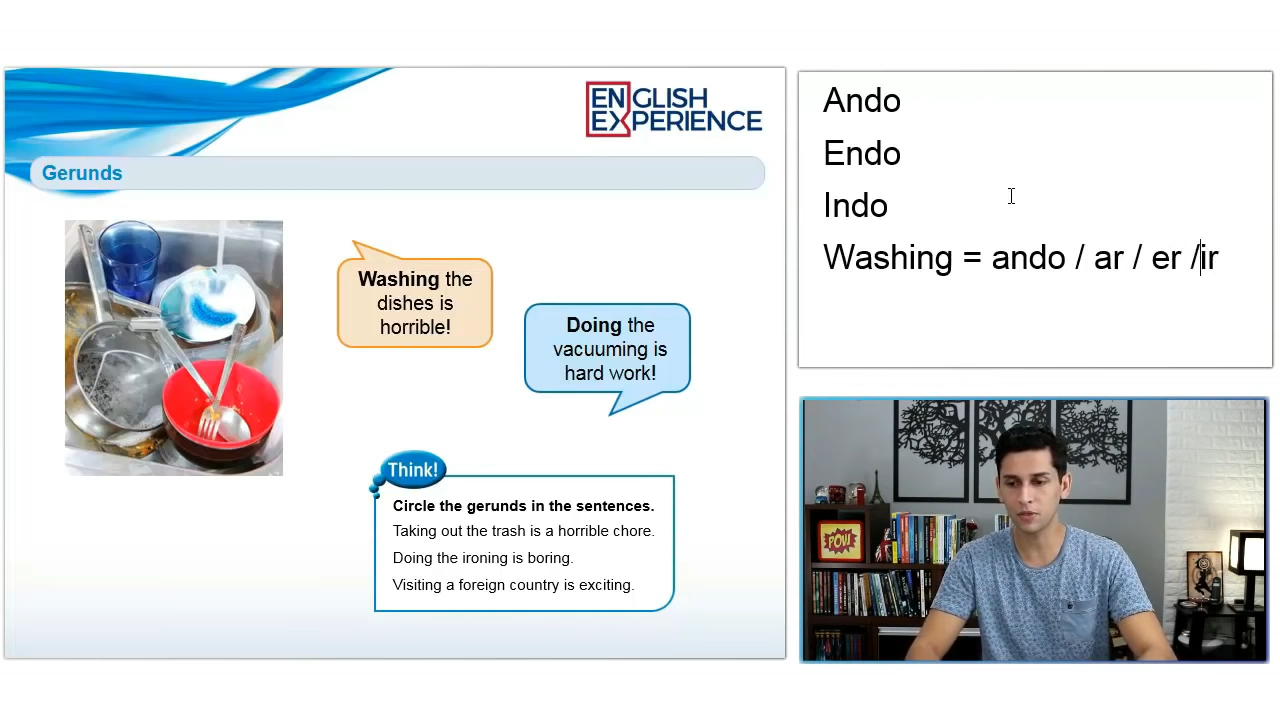 ENGLISH
EXPERIENCE
Gerunds
Washing the
dishes is
horrible!
Doing the
vacuuming is
hard work!
Think!
Circle the gerunds in the sentences.
Taking out the trash is a horrible chore.
Doing the ironing is boring.
Visiting a foreign country is exciting.
Ando
Endo
Indo
Washing = ando / ar / er /ir
POW!